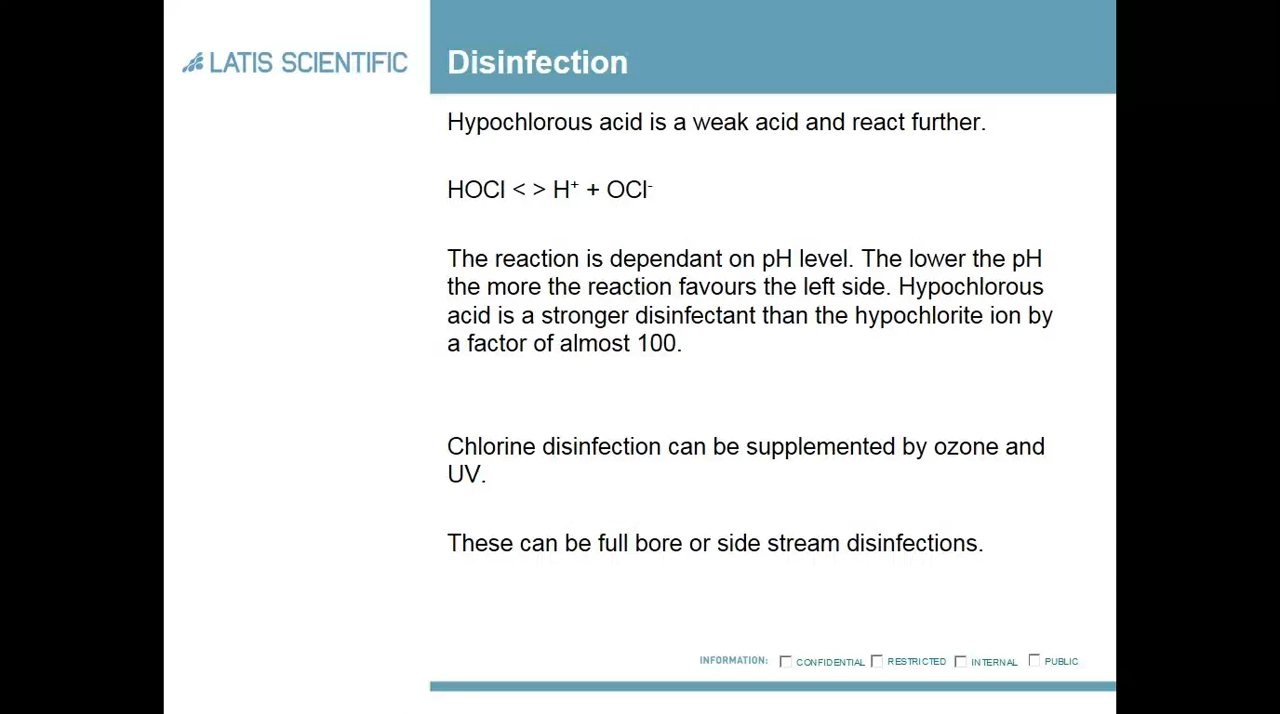 LATIS SCIENTIFIC
Disinfection
Hypochlorous acid is a weak acid and react further.
HOCl < > H⁺ + OCl⁻
The reaction is dependant on pH level. The lower the pH
the more the reaction favours the left side. Hypochlorous
acid is a stronger disinfectant than the hypochlorite ion by
a factor of almost 100.
Chlorine disinfection can be supplemented by ozone and
UV.
These can be full bore or side stream disinfections.
INFORMATION: CONFIDENTIAL RESTRICTED INTERNAL PUBLIC